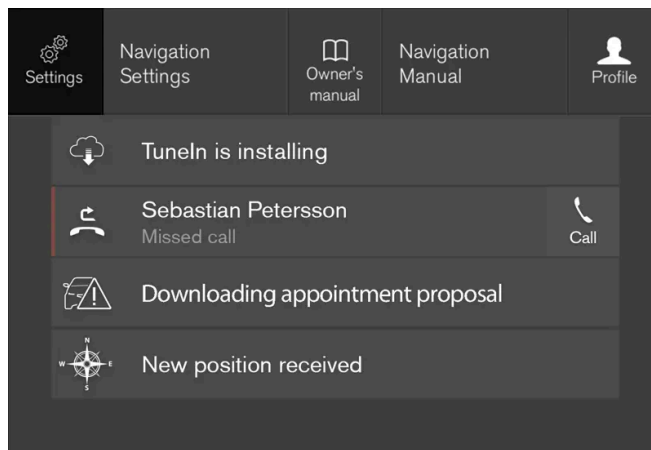 Settings
Navigation
Settings
Owner's
manual
Navigation
Manual
Profile
TuneIn is installing
Sebastian Petersson
Missed call
Call
Downloading appointment proposal
N
W
E
S
New position received